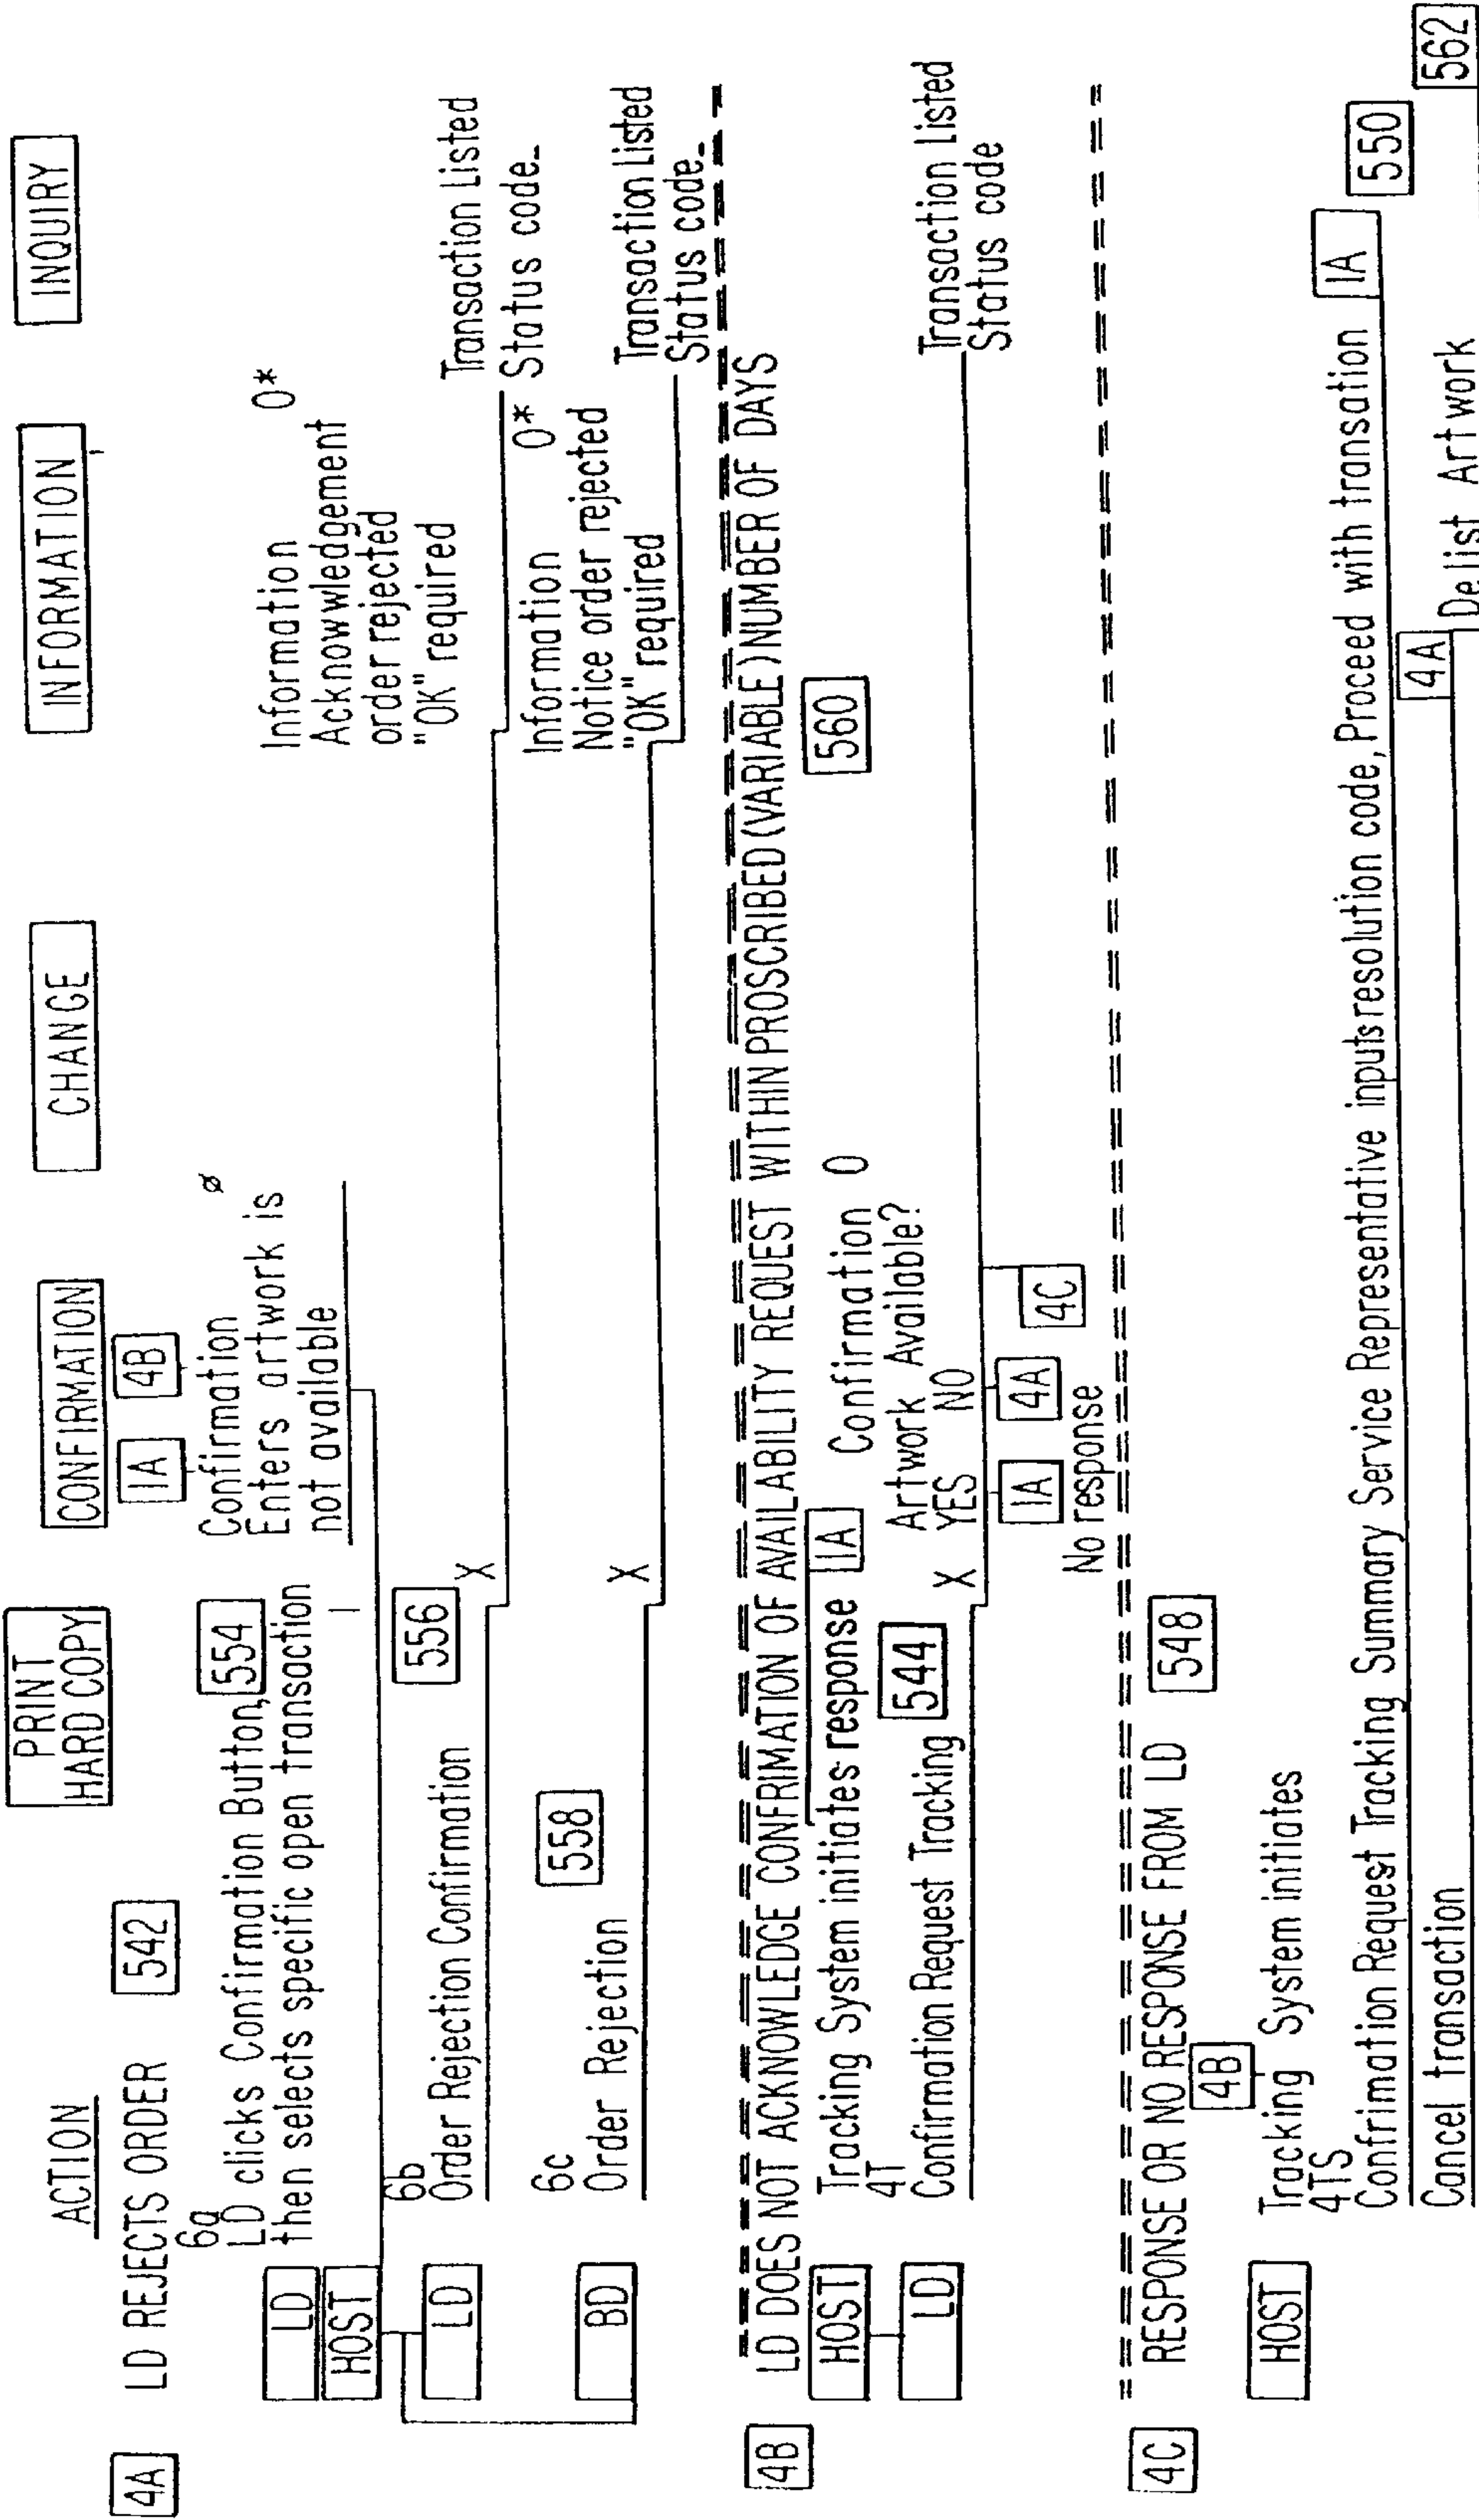 ACTION
PRINT
HARD COPY
CONFIRMATION
CHANGE
INFORMATION
INQUIRY
4A
LD REJECTS ORDER
542
1A
4B
6a
LD clicks Confirmation Button,
554
then selects specific open Transaction
LD
HOST
Confirmation
Enters artwork is
not available
ø
Information
Acknowwledgement
order rejected
"OK" required
0*
6b
Order Rejection Confirmation
556
LD
X
Transaction Listed
Status code
6c
Order Rejection
558
BD
X
Information
Notice order rejected
"OK" required
0*
Transaction Listed
Status code
4B
LD DOES NOT ACKNOWLEDGE CONFRIMATION OF AVAILABILITY REQUEST WITHIN PROSCRIBED (VARIABLE) NUMBER OF DAYS
HOST
Tracking System initiates response
1A
560
4T
Confirmation Request Tracking
544
LD
X
Confirmation
0
Artwork Available?
YES NO
1A
4A
4C
No response
Transaction Listed
Status code
4C
RESPONSE OR NO RESPONSE FROM LD
548
4B
HOST
Tracking System initiates
4TS
Confrimation Request Tracking Summary Service Representative inputs resolution code, Proceed with transation
1A
550
Cancel transaction
4A
Delist Artwork
562